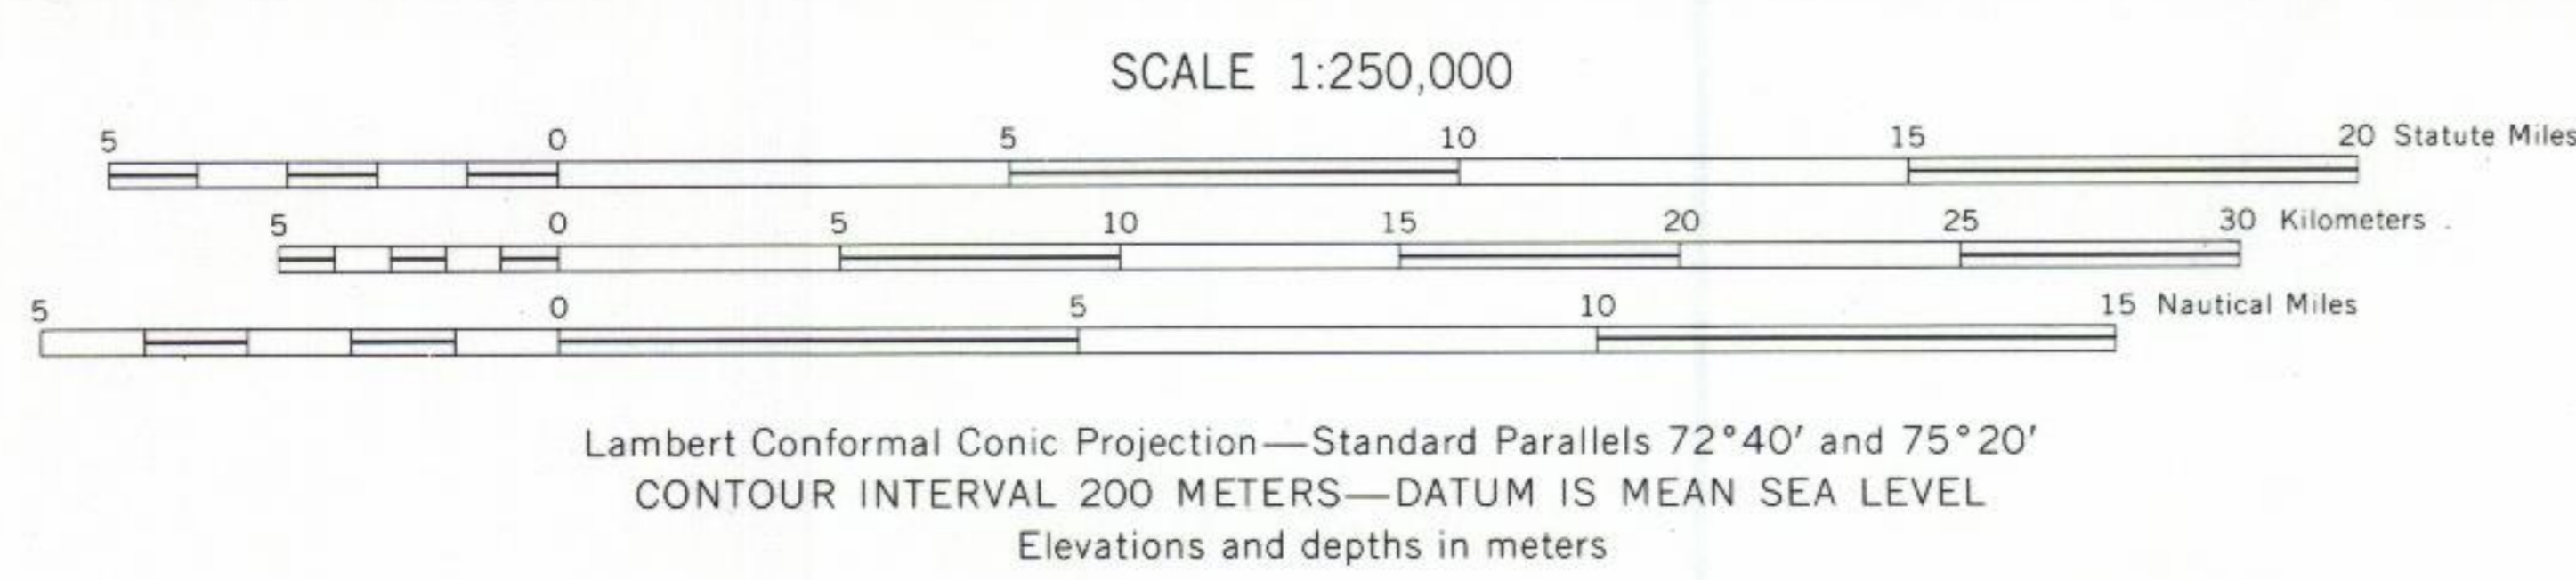 SCALE 1:250,000
5 0 5 10 15 20 Statute Miles
5 0 5 10 15 20 25 30 Kilometers
5 0 5 10 15 Nautical Miles
Lambert Conformal Conic Projection—Standard Parallels 72°40′ and 75°20′
CONTOUR INTERVAL 200 METERS—DATUM IS MEAN SEA LEVEL
Elevations and depths in meters